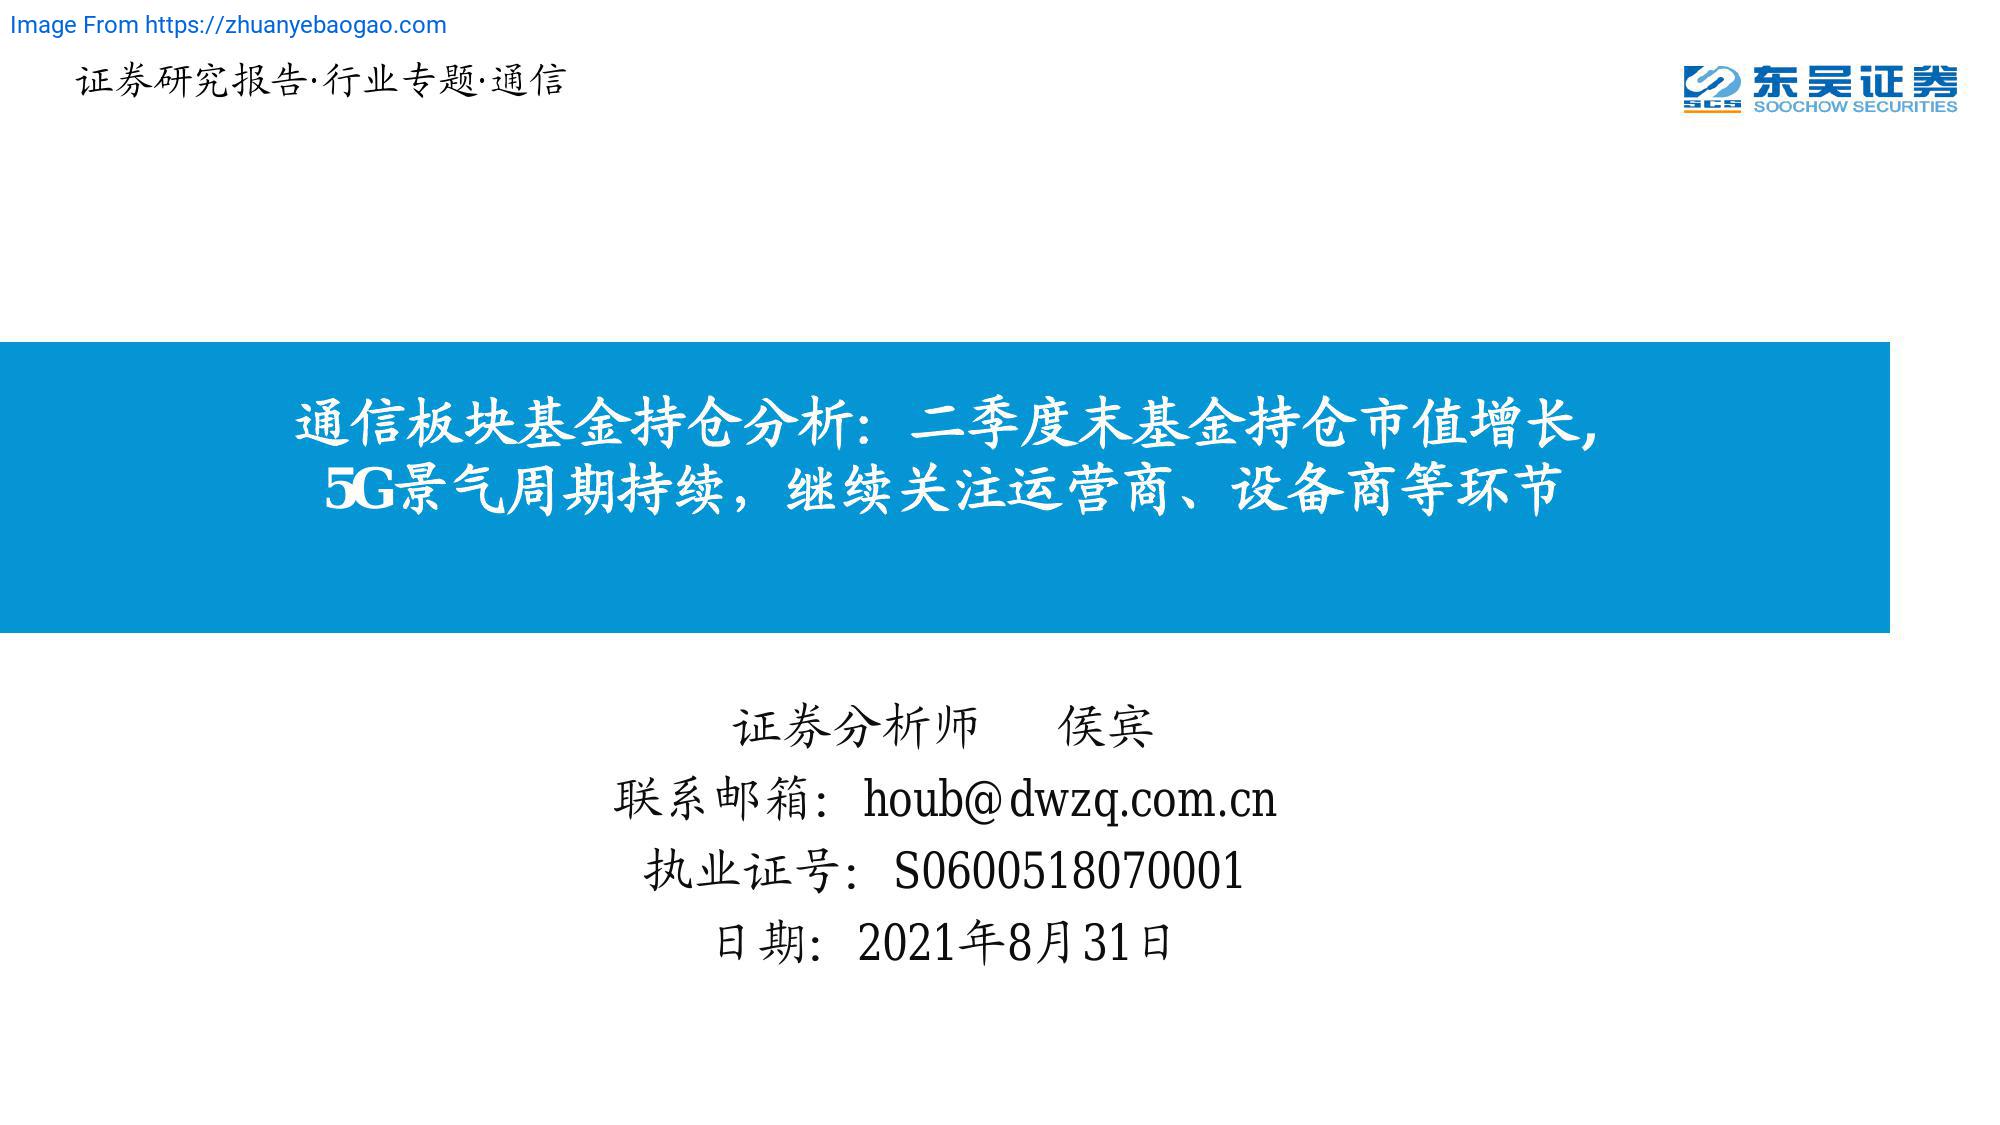 Image From https://zhuanyebaogao.com
证券研究报告·行业专题·通信
SCS 东吴证券
SOOCHOW SECURITIES
通信板块基金持仓分析：二季度末基金持仓市值增长，
5G景气周期持续，继续关注运营商、设备商等环节
证券分析师 侯宾
联系邮箱：houb@dwzq.com.cn
执业证号：S0600518070001
日期：2021年8月31日